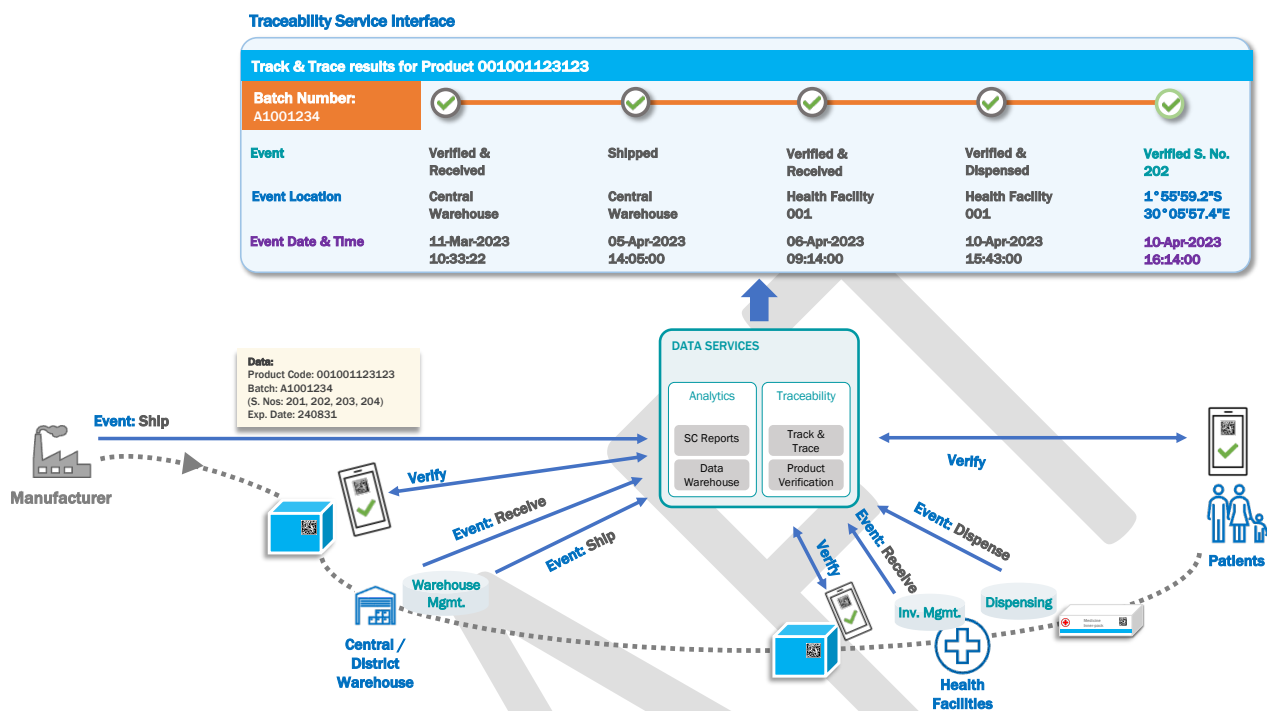 Traceability Service Interface
Track & Trace results for Product 001001123123
Batch Number:
A1001234
Event
Verified &
Received
Shipped
Verified &
Received
Verified &
Dispensed
Verified S. No.
202
Event Location
Central
Warehouse
Central
Warehouse
Health Facility
001
Health Facility
001
1°55'59.2"S
30°05'57.4"E
Event Date & Time
11-Mar-2023
10:33:22
05-Apr-2023
14:05:00
06-Apr-2023
09:14:00
10-Apr-2023
15:43:00
10-Apr-2023
16:14:00
DATA SERVICES
Analytics
SC Reports
Data
Warehouse
Traceability
Track &
Trace
Product
Verification
Data:
Product Code: 001001123123
Batch: A1001234
(S. Nos: 201, 202, 203, 204)
Exp. Date: 240831
Event: Ship
Manufacturer
Verify
Event: Receive
Event: Ship
Warehouse
Mgmt.
Central /
District
Warehouse
Verify
Event: Receive
Event: Dispense
Inv. Mgmt.
Dispensing
Health
Facilities
Verify
Patients